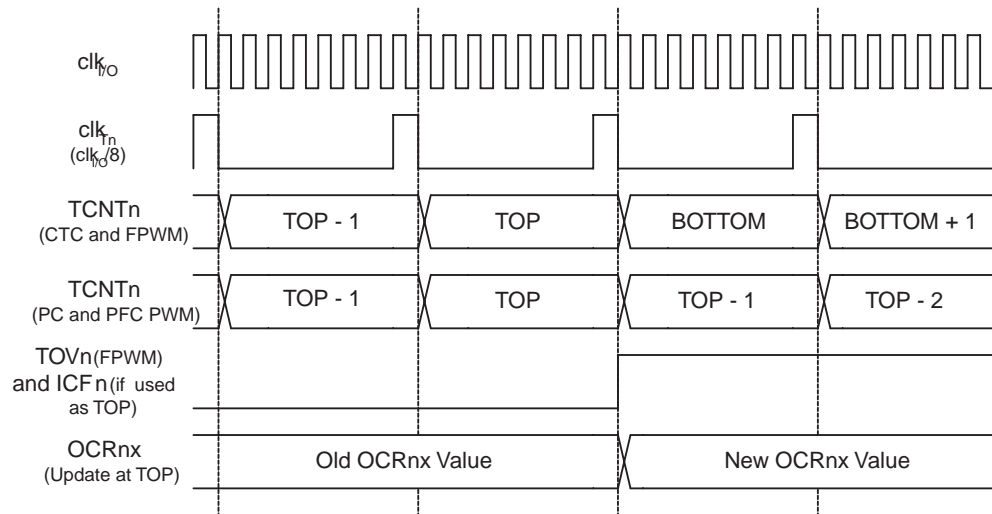 clkI/O
clkTn
(clkI/O/8)
TCNTn
(CTC and FPWM)
TOP - 1
TOP
BOTTOM
BOTTOM + 1
TCNTn
(PC and PFC PWM)
TOP - 1
TOP
TOP - 1
TOP - 2
TOVn(FPWM)
and ICFn(if used
as TOP)
OCRnx
(Update at TOP)
Old OCRnx Value
New OCRnx Value